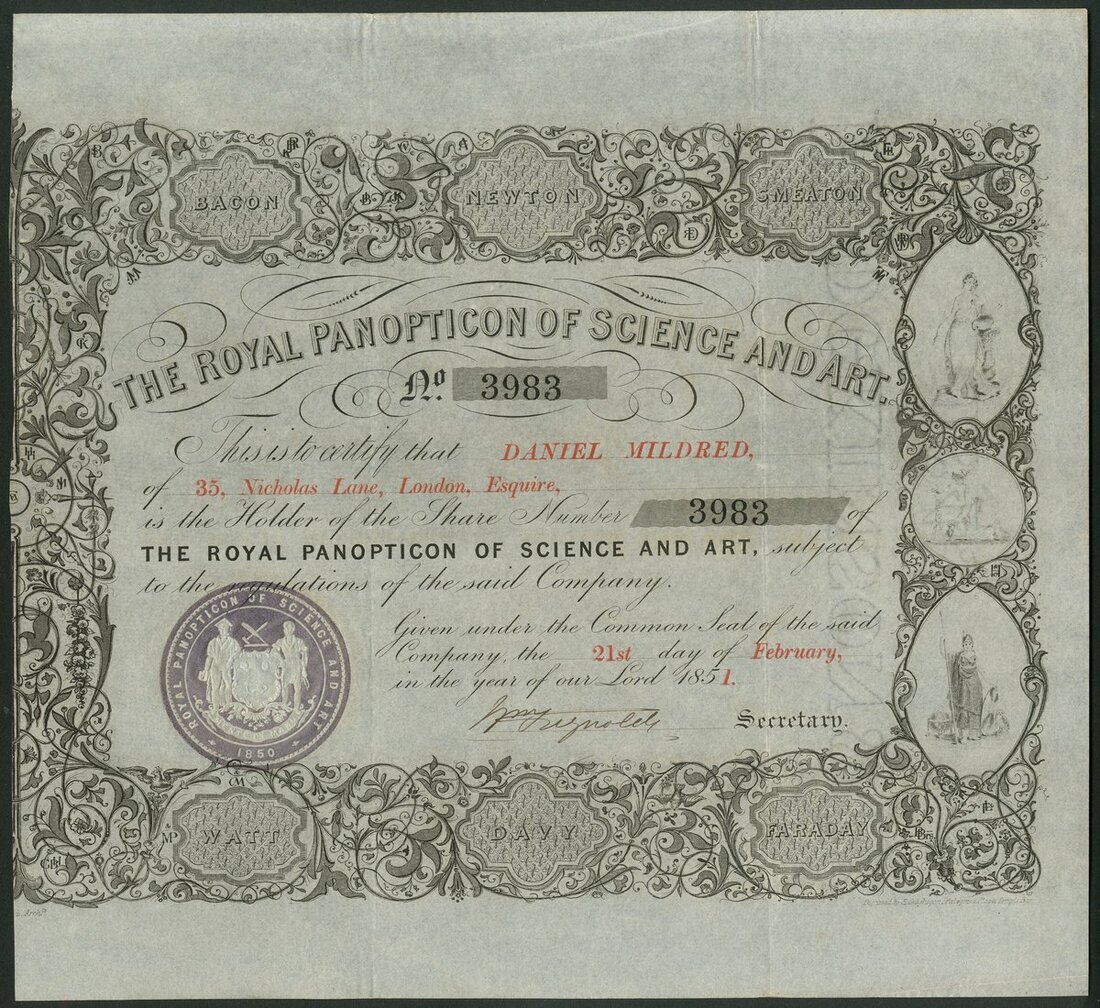 BACON
NEWTON
SMEATON
THE ROYAL PANOPTICON OF SCIENCE AND ART.
No. 3983
This is to certify that DANIEL MILDRED,
of 35, Nicholas Lane, London, Esquire,
is the Holder of the Share Number 3983 of
THE ROYAL PANOPTICON OF SCIENCE AND ART, subject
to the regulations of the said Company.
ROYAL PANOPTICON OF SCIENCE AND ART
1850
Given under the Common Seal of the said
Company, the 21st day of February,
in the year of our Lord 1851.
Secretary.
WATT
DAVY
FARADAY